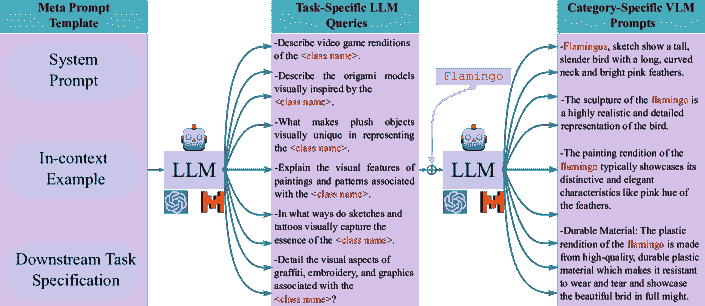 Meta Prompt
Template
System
Prompt
In-context
Example
Downstream Task
Specification
LLM
Task-Specific LLM
Queries
-Describe video game renditions
of the <class name>.
-Describe the origami models
visually inspired by the
<class name>.
-What makes plush objects
visually unique in representing
the <class name>.
-Explain the visual features of
paintings and patterns associated
with the <class name>.
-In what ways do sketches and
tattoos visually capture the
essence of the <class name>.
-Detail the visual aspects of
graffiti, embroidery, and graphics
associated with the
<class name>?
Flamingo
LLM
Category-Specific VLM
Prompts
-Flamingos, sketch show a tall,
slender bird with a long, curved
neck and bright pink feathers.
-The sculpture of the flamingo is
a highly realistic and detailed
representation of the bird.
-The painting rendition of the
flamingo typically showcases its
distinctive and elegant
characteristics like pink hue of
the feathers.
-Durable Material: The plastic
rendition of the flamingo is made
from high-quality, durable plastic
material which makes it resistant
to wear and tear and showcase
the beautiful brid in full might.